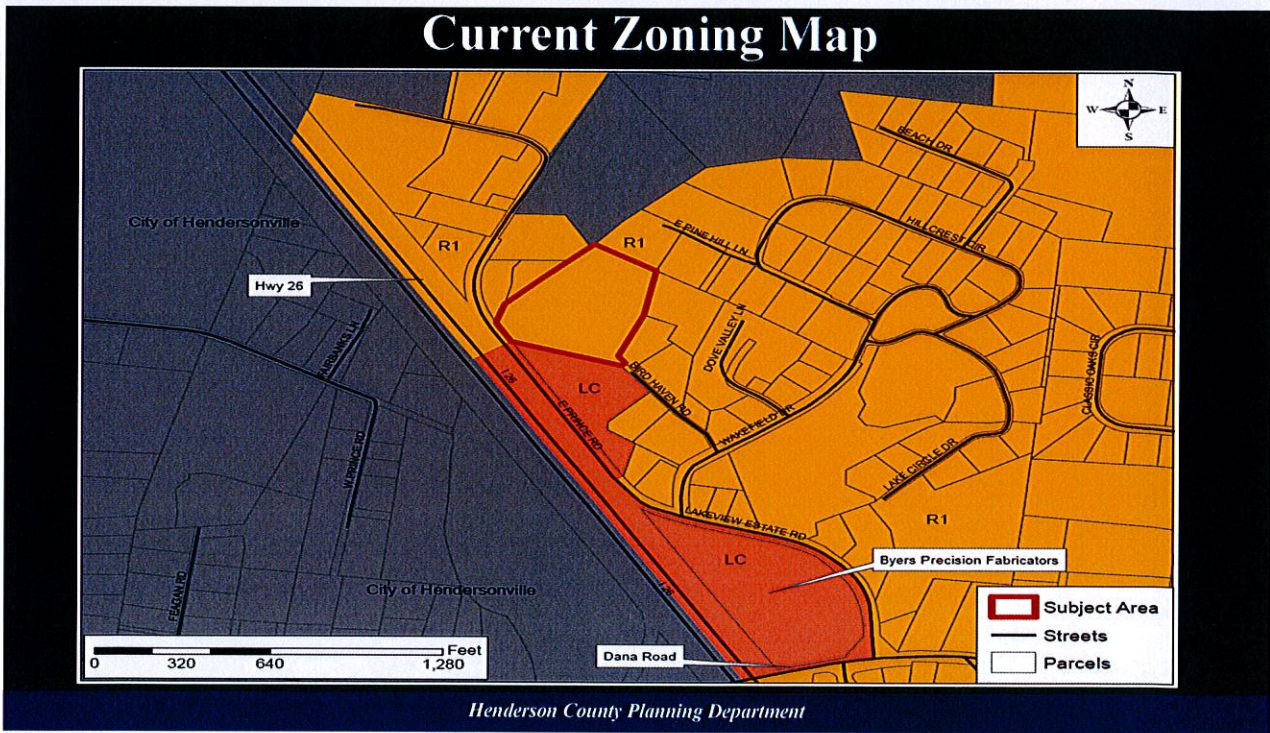 Current Zoning Map
N
W E
S
BEACH DR
City of Hendersonville
R1
R1
E PINE HILL LN
HILLCREST CIR
Hwy 26
FAIRBANKS LN
DOVE VALLEY LN
CLASSIC OAKS CIR
I 26
LC
BIRD HAVEN RD
E PRINCE RD
WAKEFIELD DR
W PRINCE RD
LAKE CIRCLE DR
LAKEVIEW ESTATE RD
R1
LC
Byers Precision Fabricators
FEAGAN RD
City of Hendersonville
I 26
Subject Area
Streets
Parcels
Feet
0 320 640 1,280
Dana Road
Henderson County Planning Department